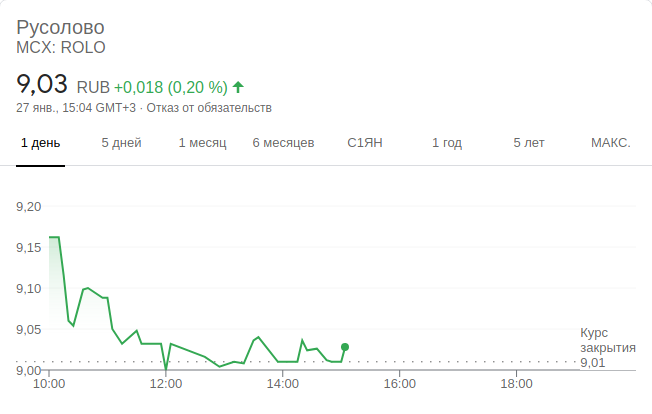 Русолово
MCX: ROLO
9,03 RUB +0,018 (0,20 %)
27 янв., 15:04 GMT+3 · Отказ от обязательств
1 день 5 дней 1 месяц 6 месяцев С1ЯН 1 год 5 лет МАКС.
9,20
9,15
9,10
9,05
9,00
Курс
закрытия
9,01
10:00 12:00 14:00 16:00 18:00